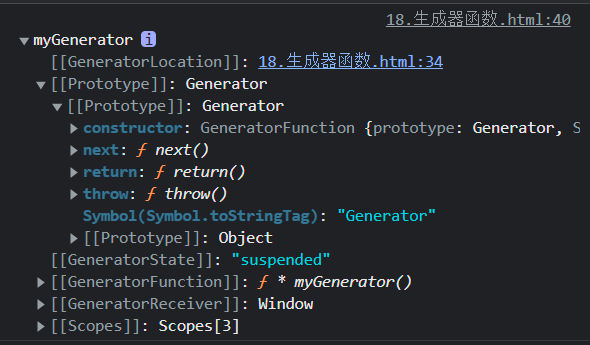 18.生成器函数.html:40
myGenerator i
[[GeneratorLocation]]: 18.生成器函数.html:34
[[Prototype]]: Generator
[[Prototype]]: Generator
constructor: GeneratorFunction {prototype: Generator, S
next: ƒ next()
return: ƒ return()
throw: ƒ throw()
Symbol(Symbol.toStringTag): "Generator"
[[Prototype]]: Object
[[GeneratorState]]: "suspended"
[[GeneratorFunction]]: ƒ * myGenerator()
[[GeneratorReceiver]]: Window
[[Scopes]]: Scopes[3]